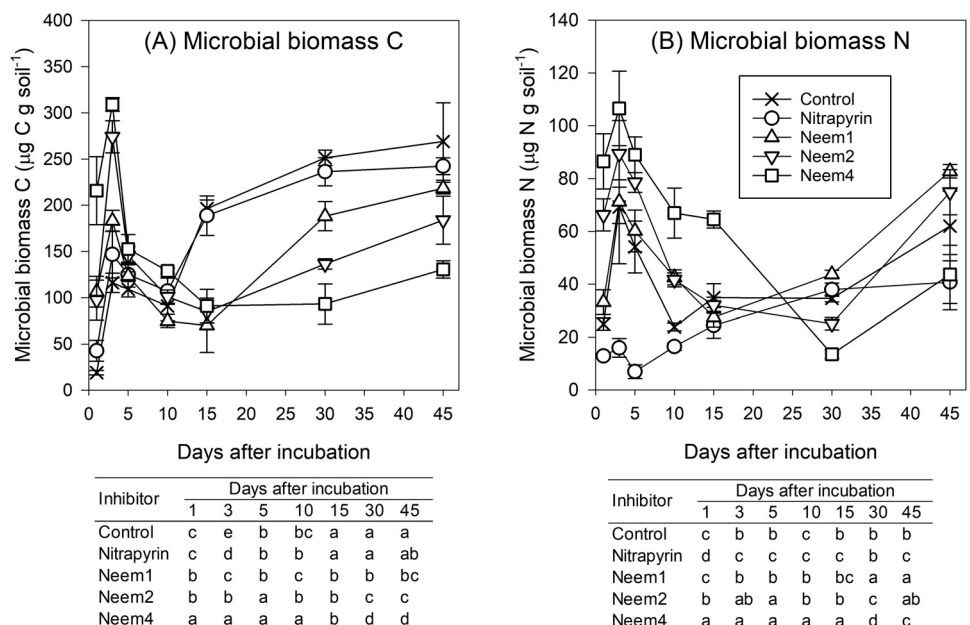 (A) Microbial biomass C
Microbial biomass C (μg C g soil⁻¹)
400
350
300
250
200
150
100
50
0
0 5 10 15 20 25 30 35 40 45
Days after incubation
(B) Microbial biomass N
Microbial biomass N (μg N g soil⁻¹)
140
120
100
80
60
40
20
0
Control
Nitrapyrin
Neem1
Neem2
Neem4
0 5 10 15 20 25 30 35 40 45
Days after incubation
Inhibitor Days after incubation
1 3 5 10 15 30 45
Control c e b bc a a a
Nitrapyrin c d b b a a ab
Neem1 b c b c b b bc
Neem2 b b a b b c c
Neem4 a a a a b d d
Inhibitor Days after incubation
1 3 5 10 15 30 45
Control c b b c b b b
Nitrapyrin d c c c c b c
Neem1 c b b b bc a a
Neem2 b ab a b b c ab
Neem4 a a a a a d c